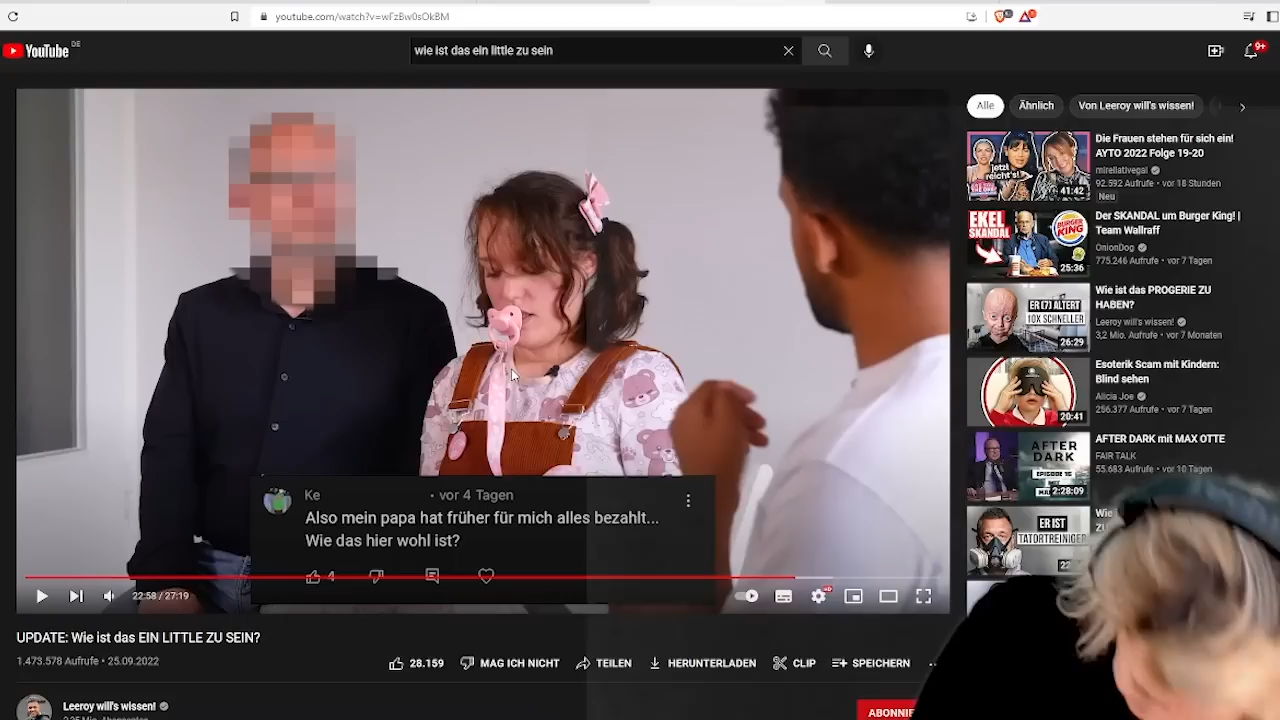 youtube.com/watch?v=wFzBw0sOkBM
YouTube DE
wie ist das ein little zu sein
9+
Alle
Ähnlich
Von Leeroy will's wissen!
Jetzt reicht's!
41:42
Die Frauen stehen für sich ein!
AYTO 2022 Folge 19-20
mirellativegal
92.592 Aufrufe • vor 18 Stunden
Neu
EKEL
SKANDAL
BURGER KING
25:36
Der SKANDAL um Burger King! |
Team Wallraff
OnionDog
775.246 Aufrufe • vor 7 Tagen
ER (7) ALTERT
10X SCHNELLER
26:29
Wie ist das PROGERIE ZU
HABEN?
Leeroy will's wissen!
3,2 Mio. Aufrufe • vor 7 Monaten
20:41
Esoterik Scam mit Kindern:
Blind sehen
Alicia Joe
256.377 Aufrufe • vor 7 Tagen
AFTER
DARK
EPISODE 15
2:28:09
AFTER DARK mit MAX OTTE
FAIR TALK
55.683 Aufrufe • vor 10 Tagen
ER IST
TATORTREINIGER
Wie
Ke • vor 4 Tagen
Also mein papa hat früher für mich alles bezahlt...
Wie das hier wohl ist?
4
22:58 / 27:19
HD
UPDATE: Wie ist das EIN LITTLE ZU SEIN?
1.473.578 Aufrufe • 25.09.2022
28.159
MAG ICH NICHT
TEILEN
HERUNTERLADEN
CLIP
SPEICHERN
Leeroy will's wissen!
ABONNIE